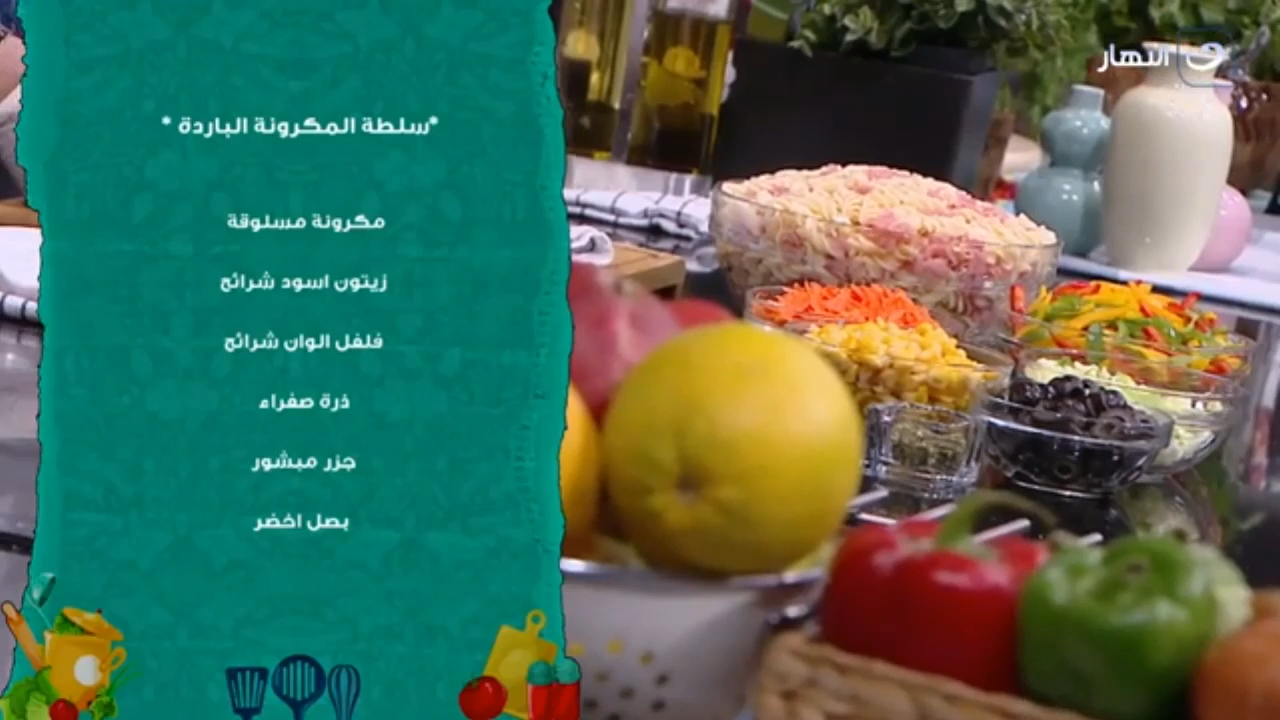 *سلطة المكرونة الباردة *
مكرونة مسلوقة
زيتون اسود شرائح
فلفل الوان شرائح
ذرة صفراء
جزر مبشور
بصل اخضر
النهار